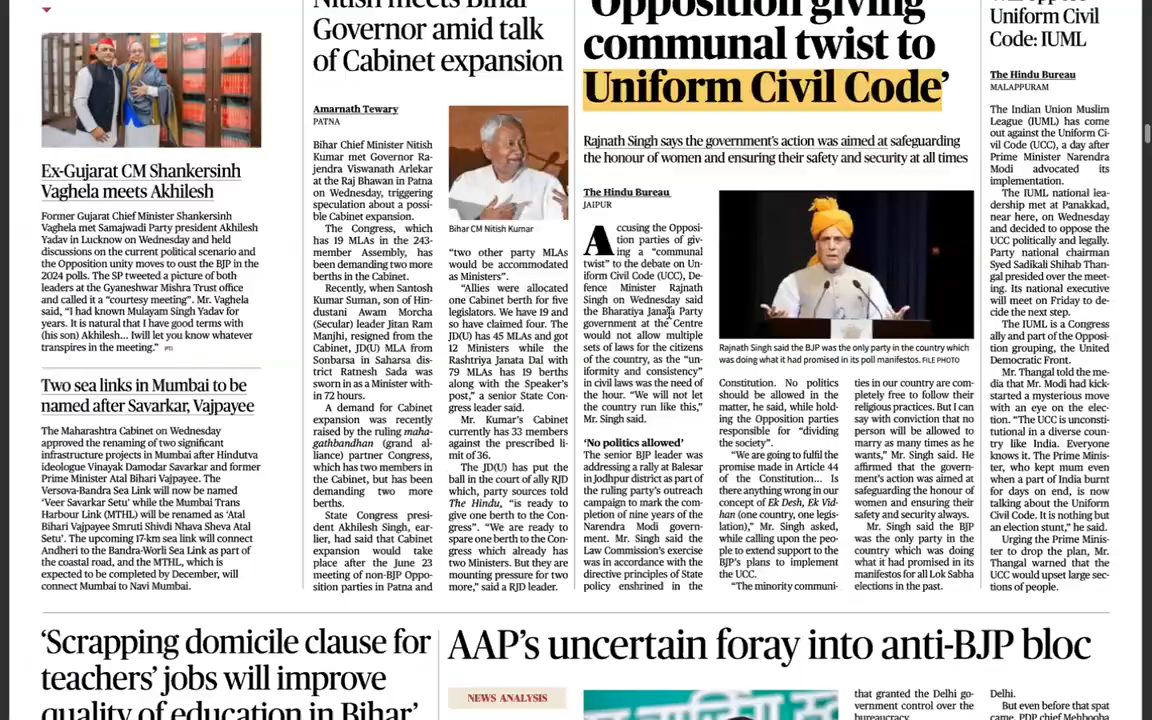 Ex-Gujarat CM Shankersinh
Vaghela meets Akhilesh
Former Gujarat Chief Minister Shankersinh
Vaghela met Samajwadi Party president Akhilesh
Yadav in Lucknow on Wednesday and held
discussions on the current political scenario and
the Opposition unity moves to oust the BJP in the
2024 polls. The SP tweeted a picture of both
leaders at the Gyaneshwar Mishra Trust office
and called it a “courtesy meeting”. Mr. Vaghela
said, “I had known Mulayam Singh Yadav for
years. It is natural that I have good terms with
(his son) Akhilesh... Iwill let you know whatever
transpires in the meeting.” PTI
Two sea links in Mumbai to be
named after Savarkar, Vajpayee
The Maharashtra Cabinet on Wednesday
approved the renaming of two significant
infrastructure projects in Mumbai after Hindutva
ideologue Vinayak Damodar Savarkar and former
Prime Minister Atal Bihari Vajpayee. The
Versova-Bandra Sea Link will now be named
‘Veer Savarkar Setu’ while the Mumbai Trans
Harbour Link (MTHL) will be renamed as ‘Atal
Bihari Vajpayee Smruti Shivdi Nhava Sheva Atal
Setu’. The upcoming 17-km sea link will connect
Andheri to the Bandra-Worli Sea Link as part of
the coastal road, and the MTHL, which is
expected to be completed by December, will
connect Mumbai to Navi Mumbai.
Nitish meets Bihar
Governor amid talk
of Cabinet expansion
Amarnath Tewary
PATNA
Bihar Chief Minister Nitish
Kumar met Governor Ra-
jendra Viswanath Arlekar
at the Raj Bhawan in Patna
on Wednesday, triggering
speculation about a possi-
ble Cabinet expansion.
The Congress, which
has 19 MLAs in the 243-
member Assembly, has
been demanding two more
berths in the Cabinet.
Recently, when Santosh
Kumar Suman, son of Hin-
dustani Awam Morcha
(Secular) leader Jitan Ram
Manjhi, resigned from the
Cabinet, JD(U) MLA from
Sonbarsa in Saharsa dis-
trict Ratnesh Sada was
sworn in as a Minister with-
in 72 hours.
A demand for Cabinet
expansion was recently
raised by the ruling maha-
gathbandhan (grand al-
liance) partner Congress,
which has two members in
the Cabinet, but has been
demanding two more
berths.
State Congress presi-
dent Akhilesh Singh, ear-
lier, had said that Cabinet
expansion would take
place after the June 23
meeting of non-BJP Oppo-
sition parties in Patna and
Bihar CM Nitish Kumar
“two other party MLAs
would be accommodated
as Ministers”.
“Allies were allocated
one Cabinet berth for five
legislators. We have 19 and
so have claimed four. The
JD(U) has 45 MLAs and got
12 Ministers while the
Rashtriya Janata Dal with
79 MLAs has 19 berths
along with the Speaker’s
post,” a senior State Con-
gress leader said.
Mr. Kumar’s Cabinet
currently has 33 members
against the prescribed li-
mit of 36.
The JD(U) has put the
ball in the court of ally RJD
which, party sources told
The Hindu, “is ready to
give one berth to the Con-
gress”. “We are ready to
spare one berth to the Con-
gress which already has
two Ministers. But they are
mounting pressure for two
more,” said a RJD leader.
‘Opposition giving
communal twist to
Uniform Civil Code’
Rajnath Singh says the government’s action was aimed at safeguarding
the honour of women and ensuring their safety and security at all times
The Hindu Bureau
JAIPUR
Accusing the Opposi-
tion parties of giv-
ing a “communal
twist” to the debate on Un-
iform Civil Code (UCC), De-
fence Minister Rajnath
Singh on Wednesday said
the Bharatiya Janata Party
government at the Centre
would not allow multiple
sets of laws for the citizens
of the country, as the “un-
iformity and consistency”
in civil laws was the need of
the hour. “We will not let
the country run like this,”
Mr. Singh said.
‘No politics allowed’
The senior BJP leader was
addressing a rally at Balesar
in Jodhpur district as part
of the ruling party’s outreach
campaign to mark the com-
pletion of nine years of the
Narendra Modi govern-
ment. Mr. Singh said the
Law Commission’s exercise
was in accordance with the
directive principles of State
policy enshrined in the
Rajnath Singh said the BJP was the only party in the country which
was doing what it had promised in its poll manifestos. FILE PHOTO
Constitution. No politics
should be allowed in the
matter, he said, while hold-
ing the Opposition parties
responsible for “dividing
the society”.
“We are going to fulfil the
promise made in Article 44
of the Constitution... Is
there anything wrong in our
concept of Ek Desh, Ek Vid-
han (one country, one legis-
lation),” Mr. Singh asked,
while calling upon the peo-
ple to extend support to the
BJP’s plans to implement
the UCC.
“The minority communi-
ties in our country are com-
pletely free to follow their
religious practices. But I can
say with conviction that no
person will be allowed to
marry as many times as he
wants,” Mr. Singh said. He
affirmed that the govern-
ment’s action was aimed at
safeguarding the honour of
women and ensuring their
safety and security always.
Mr. Singh said the BJP
was the only party in the
country which was doing
what it had promised in its
manifestos for all Lok Sabha
elections in the past.
Uniform Civil
Code: IUML
The Hindu Bureau
MALAPPURAM
The Indian Union Muslim
League (IUML) has come
out against the Uniform Ci-
vil Code (UCC), a day after
Prime Minister Narendra
Modi advocated its
implementation.
The IUML national lea-
dership met at Panakkad,
near here, on Wednesday
and decided to oppose the
UCC politically and legally.
Party national chairman
Syed Sadikali Shihab Than-
gal presided over the meet-
ing. Its national executive
will meet on Friday to de-
cide the next step.
The IUML is a Congress
ally and part of the Opposi-
tion grouping, the United
Democratic Front.
Mr. Thangal told the me-
dia that Mr. Modi had kick-
started a mysterious move
with an eye on the elec-
tion. “The UCC is unconsti-
tutional in a diverse coun-
try like India. Everyone
knows it. The Prime Minis-
ter, who kept mum even
when a part of India burnt
for days on end, is now
talking about the Uniform
Civil Code. It is nothing but
an election stunt,” he said.
Urging the Prime Minis-
ter to drop the plan, Mr.
Thangal warned that the
UCC would upset large sec-
tions of people.
‘Scrapping domicile clause for
teachers’ jobs will improve
quality of education in Bihar’
AAP’s uncertain foray into anti-BJP bloc
NEWS ANALYSIS
that granted the Delhi go-
vernment control over the
bureaucracy.
Delhi.
But even before that spat
came, PDP chief Mehbooba